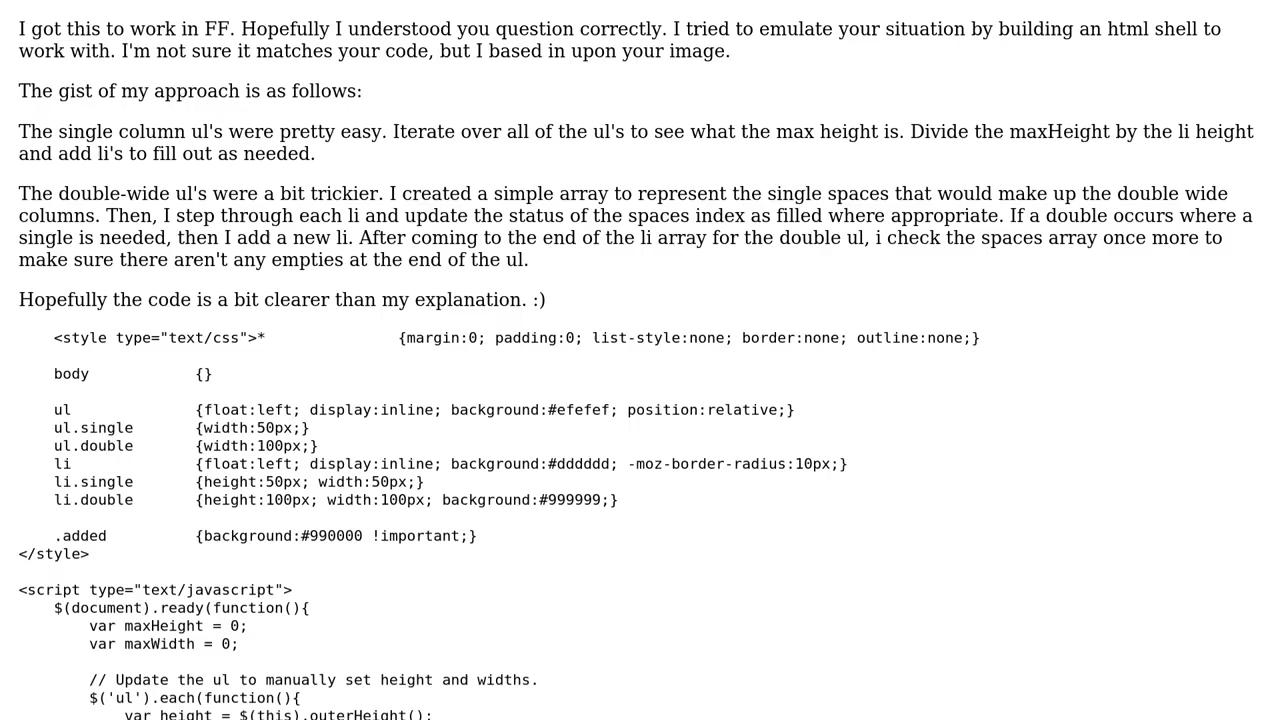 I got this to work in FF. Hopefully I understood you question correctly. I tried to emulate your situation by building an html shell to
work with. I'm not sure it matches your code, but I based in upon your image.
The gist of my approach is as follows:
The single column ul's were pretty easy. Iterate over all of the ul's to see what the max height is. Divide the maxHeight by the li height
and add li's to fill out as needed.
The double-wide ul's were a bit trickier. I created a simple array to represent the single spaces that would make up the double wide
columns. Then, I step through each li and update the status of the spaces index as filled where appropriate. If a double occurs where a
single is needed, then I add a new li. After coming to the end of the li array for the double ul, i check the spaces array once more to
make sure there aren't any empties at the end of the ul.
Hopefully the code is a bit clearer than my explanation. :)
    <style type="text/css">*               {margin:0; padding:0; list-style:none; border:none; outline:none;}
    body            {}
    ul              {float:left; display:inline; background:#efefef; position:relative;}
    ul.single       {width:50px;}
    ul.double       {width:100px;}
    li              {float:left; display:inline; background:#dddddd; -moz-border-radius:10px;}
    li.single       {height:50px; width:50px;}
    li.double       {height:100px; width:100px; background:#999999;}
    .added          {background:#990000 !important;}
</style>
<script type="text/javascript">
    $(document).ready(function(){
        var maxHeight = 0;
        var maxWidth = 0;
        // Update the ul to manually set height and widths.
        $('ul').each(function(){
            var height = $(this).outerHeight();